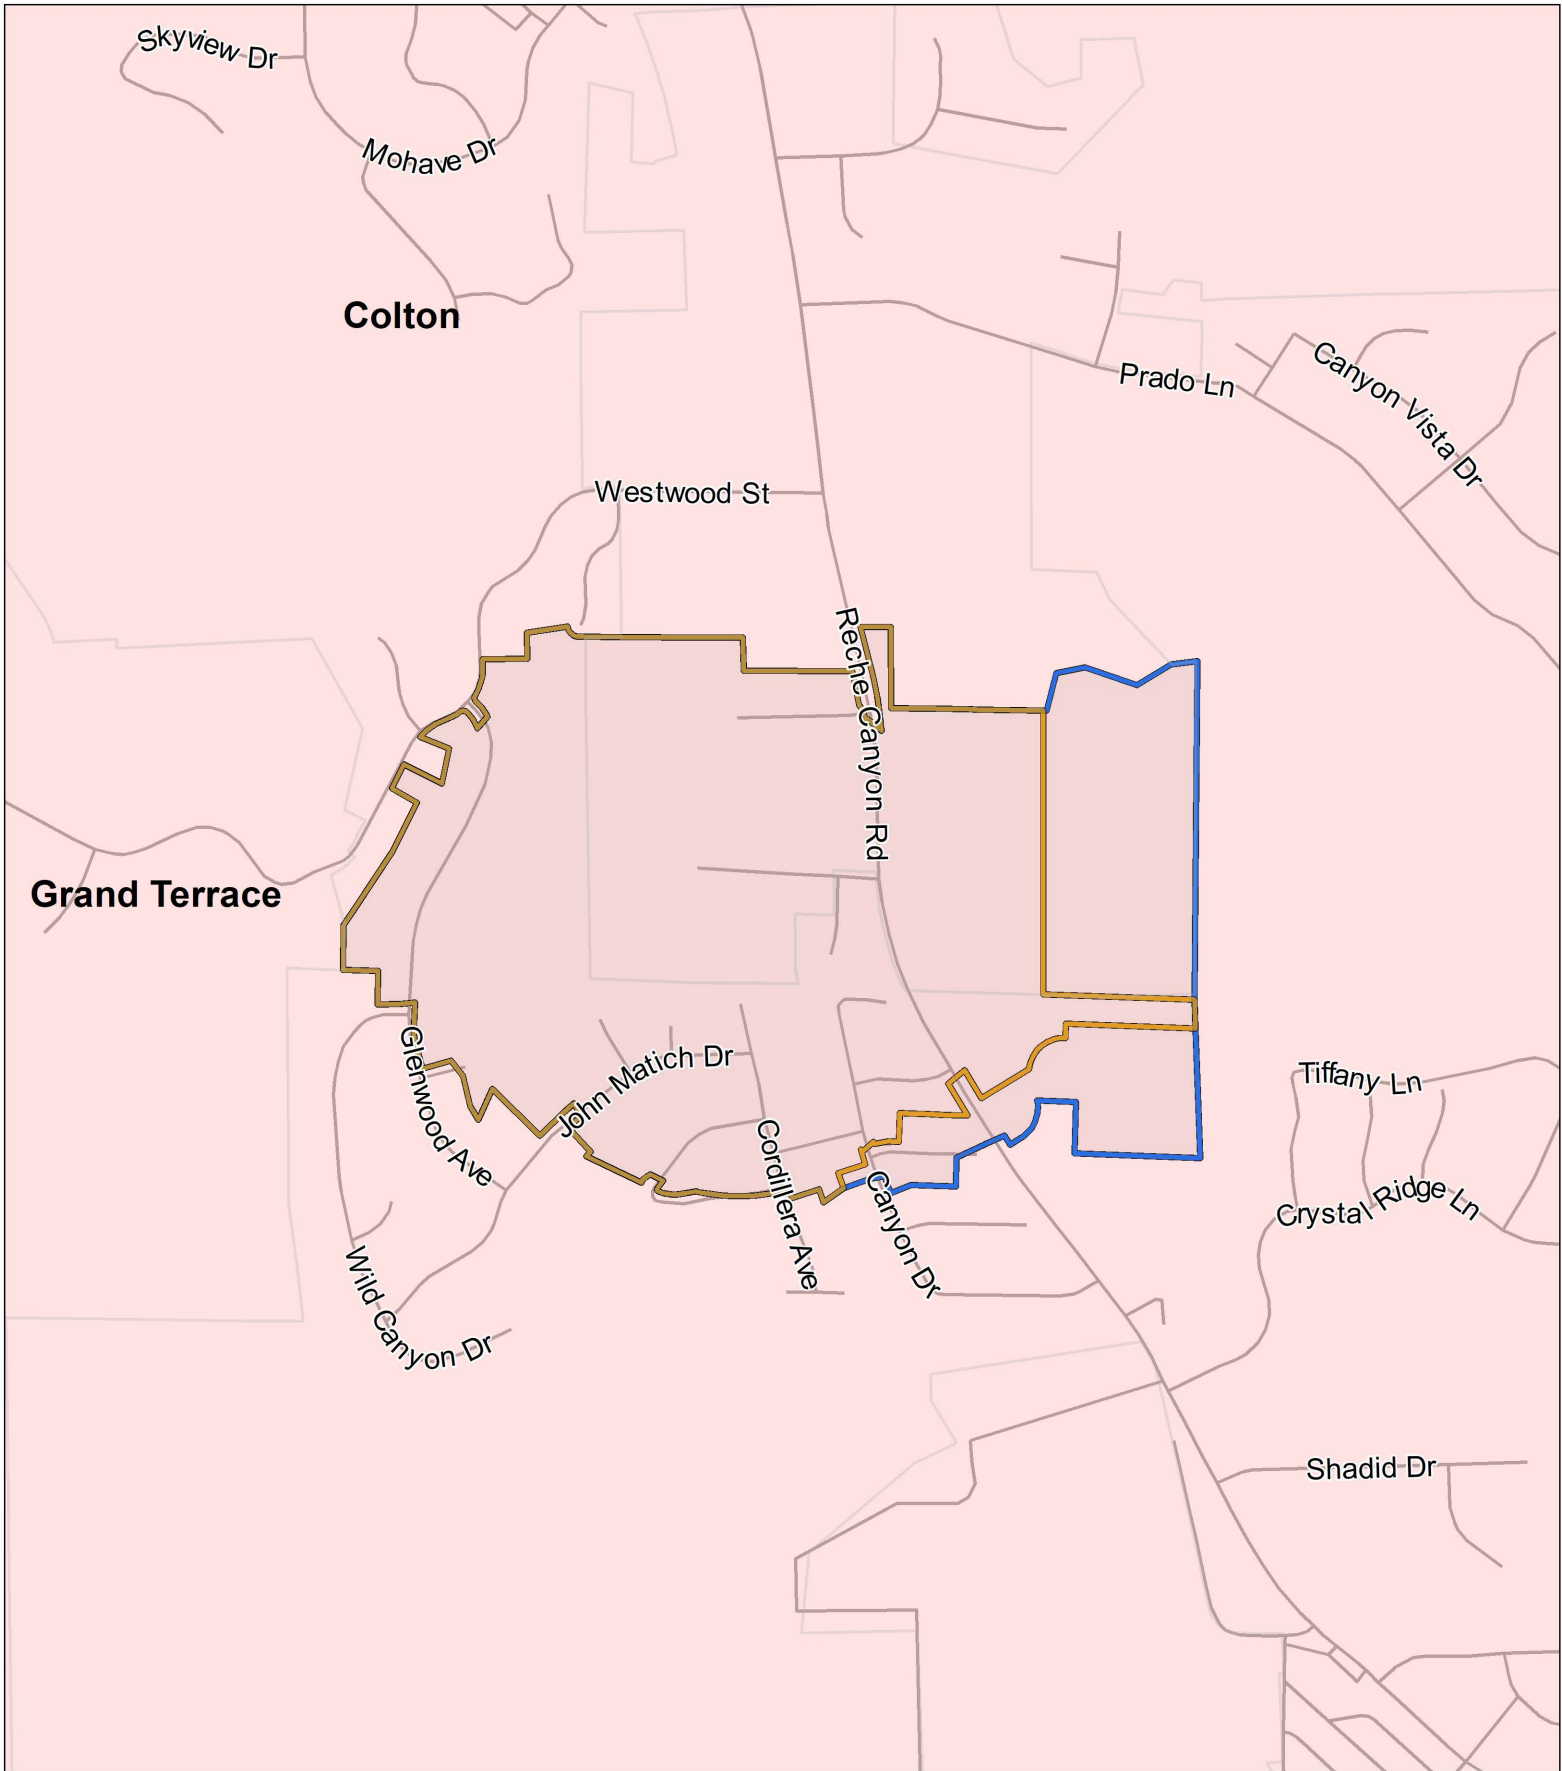 Skyview Dr
Mohave Dr
Colton
Prado Ln
Canyon Vista Dr
Westwood St
Reche Canyon Rd
Grand Terrace
John Matich Dr
Glenwood Ave
Tiffany Ln
Cordillera Ave
Canyon Dr
Crystal Ridge Ln
Wild Canyon Dr
Shadid Dr